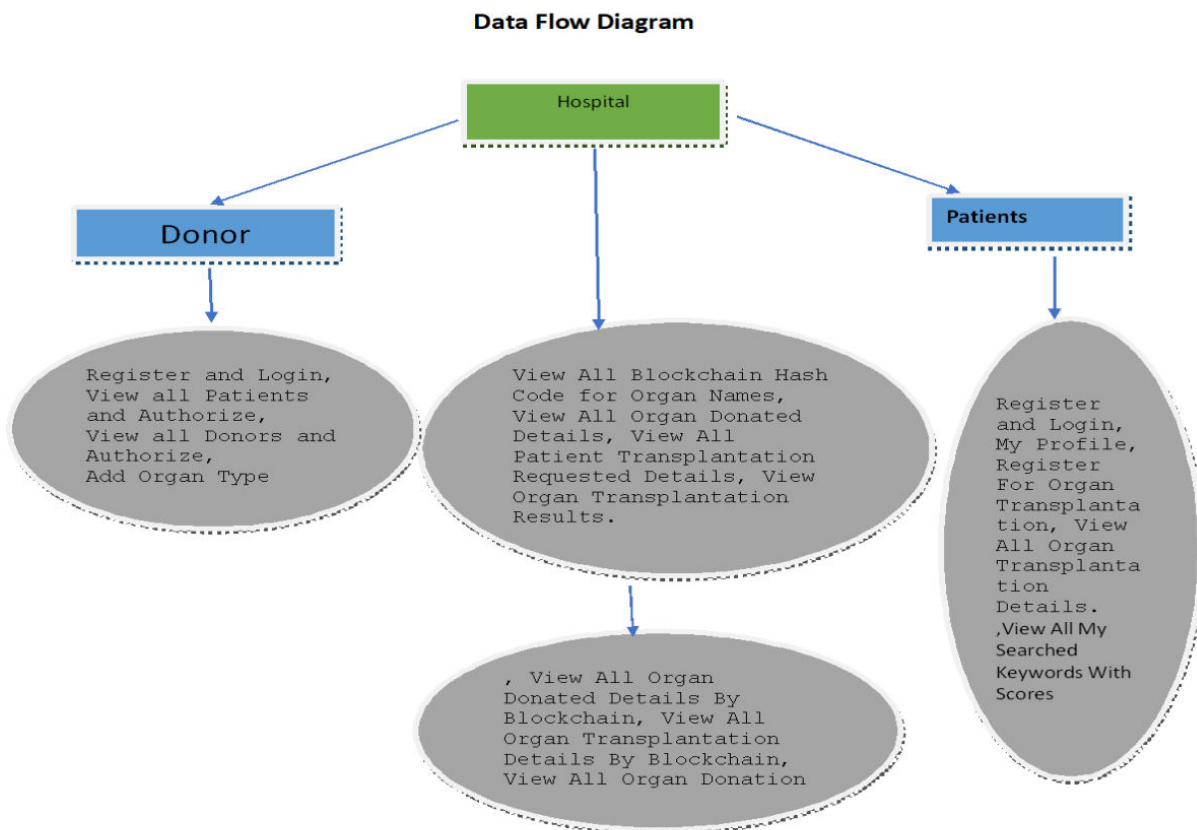 Data Flow Diagram
Hospital
Donor
Patients
Register and Login,
View all Patients
and Authorize,
View all Donors and
Authorize,
Add Organ Type
View All Blockchain Hash
Code for Organ Names,
View All Organ Donated
Details, View All
Patient Transplantation
Requested Details, View
Organ Transplantation
Results.
Register
and Login,
My Profile,
Register
For Organ
Transplanta
tion, View
All Organ
Transplanta
tion
Details.
,View All My
Searched
Keywords With
Scores
, View All Organ
Donated Details By
Blockchain, View All
Organ Transplantation
Details By Blockchain,
View All Organ Donation